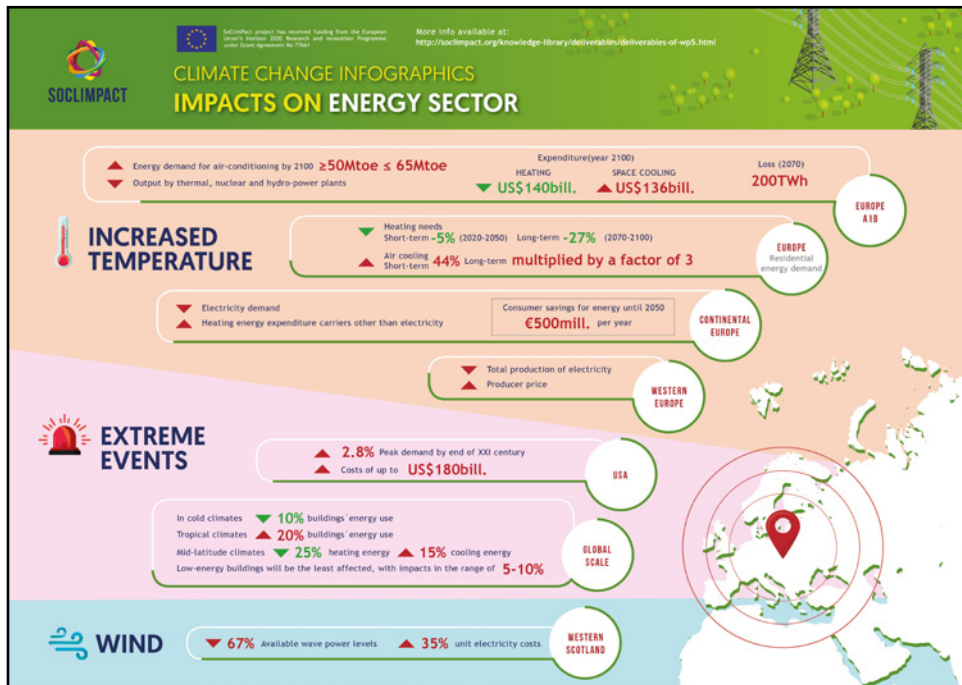 SOCLIMPACT
SoCliMPact project has received funding from the European
Union's Horizon 2020 Research and Innovation Programme
under Grant Agreement No 77661
More info available at:
http://soclimpact.org/knowledge-library/deliverables/deliverables-of-wp5.html
CLIMATE CHANGE INFOGRAPHICS
IMPACTS ON ENERGY SECTOR
Energy demand for air-conditioning by 2100 ≥50Mtoe ≤ 65Mtoe
Output by thermal, nuclear and hydro-power plants
Expenditure(year 2100)
HEATING
US$140bill.
SPACE COOLING
US$136bill.
Loss (2070)
200TWh
EUROPE
A1B
INCREASED
TEMPERATURE
Heating needs
Short-term -5% (2020-2050) Long-term -27% (2070-2100)
Air cooling
Short-term 44% Long-term multiplied by a factor of 3
EUROPE
Residential
energy demand
Electricity demand
Heating energy expenditure carriers other than electricity
Consumer savings for energy until 2050
€500mill. per year
CONTINENTAL
EUROPE
Total production of electricity
Producer price
WESTERN
EUROPE
EXTREME
EVENTS
2.8% Peak demand by end of XXI century
Costs of up to US$180bill.
USA
In cold climates 10% buildings´energy use
Tropical climates 20% buildings´energy use
Mid-latitude climates 25% heating energy 15% cooling energy
Low-energy buildings will be the least affected, with impacts in the range of 5-10%
GLOBAL
SCALE
WIND
67% Available wave power levels 35% unit electricity costs
WESTERN
SCOTLAND